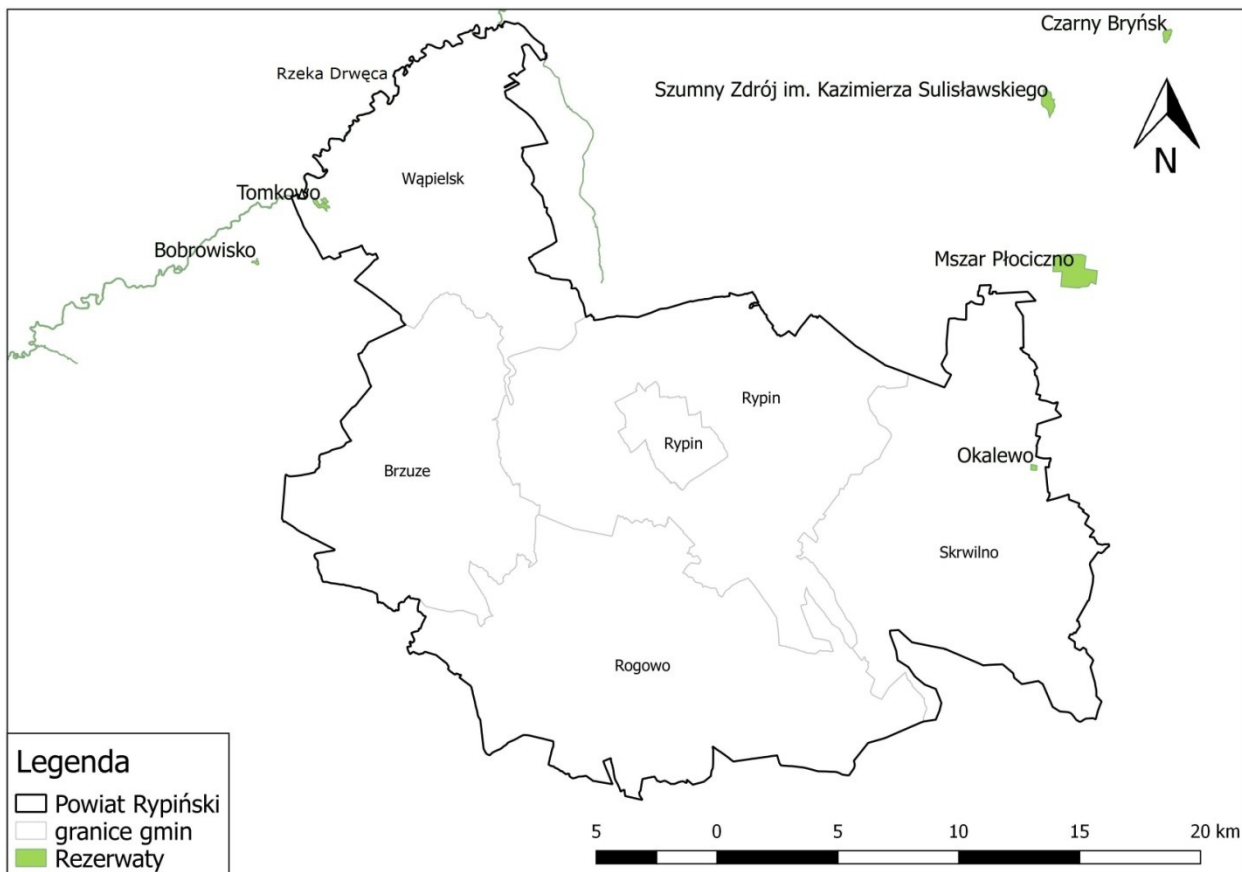 Czarny Bryńsk
Rzeka Drwęca
Szumny Zdrój im. Kazimierza Sulisławskiego
N
Wąpielsk
Tomkowo
Bobrowisko
Mszar Płociczno
Rypin
Rypin
Okalewo
Brzuze
Skrwilno
Rogowo
Legenda
Powiat Rypiński
granice gmin
Rezerwaty
5 0 5 10 15 20 km